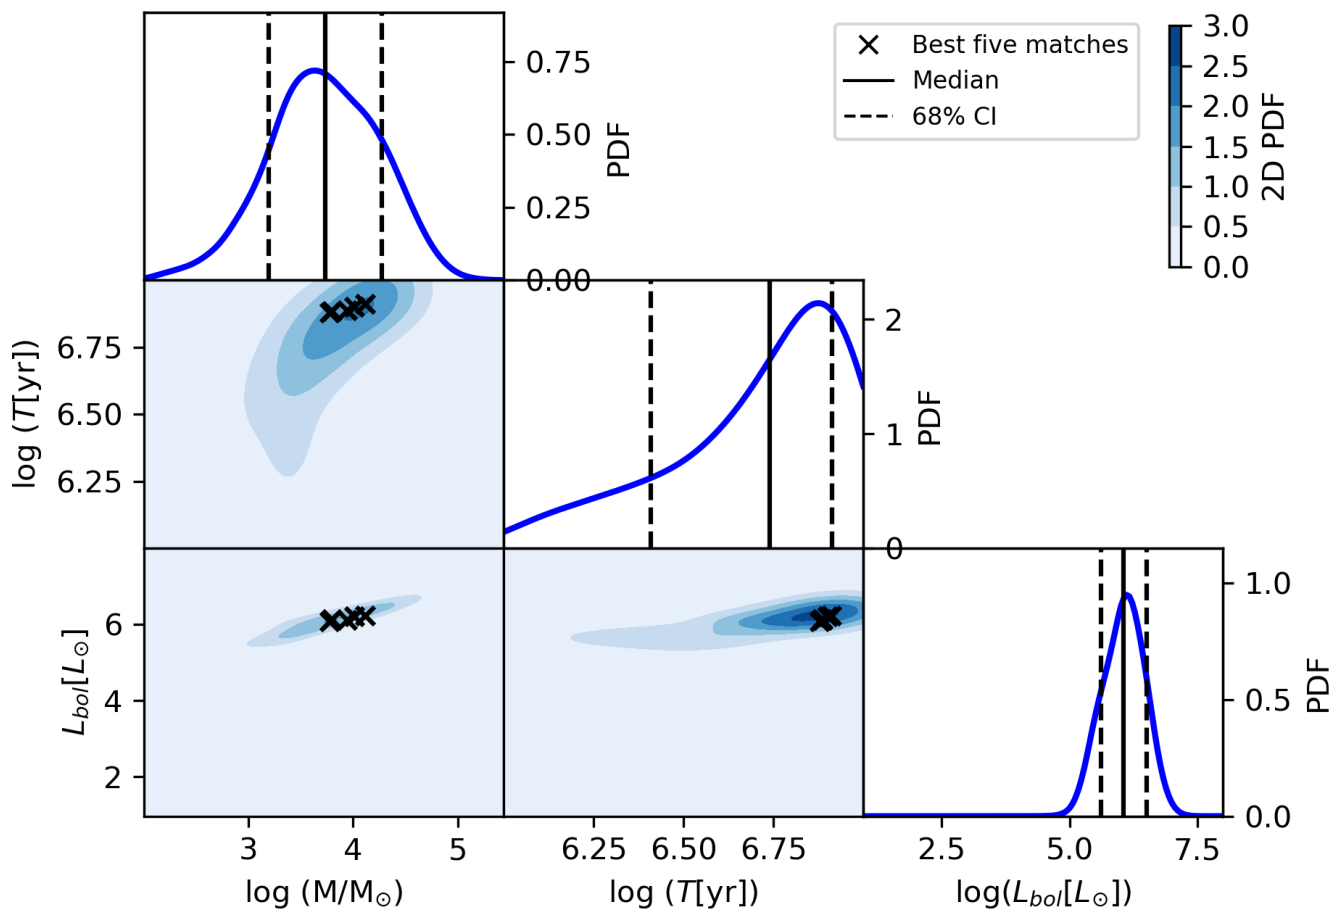 Best five matches
Median
68% CI
3.0
2.5
2.0
1.5
1.0
0.5
0.0
2D PDF
0.75
0.50
0.25
0.00
PDF
6.75
6.50
6.25
log (T[yr])
2
1
0
PDF
6
4
2
L_bol[L_⊙]
1.0
0.5
0.0
PDF
3 4 5
6.25 6.50 6.75
2.5 5.0 7.5
log (M/M_⊙)
log (T[yr])
log(L_bol[L_⊙])